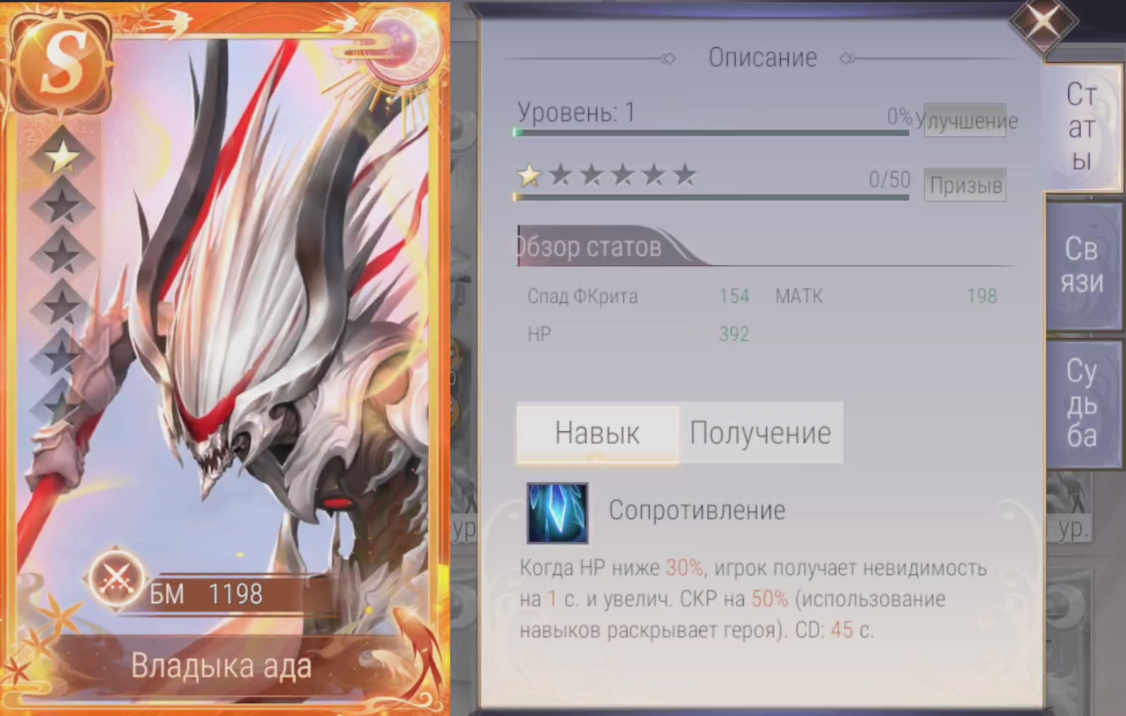 S
БМ 1198
Владыка ада
Описание
Уровень: 1 0% Улучшение
0/50 Призыв
Обзор статов
Спад ФКрита 154 МАТК 198
HP 392
Навык Получение
Сопротивление
Когда HP ниже 30%, игрок получает невидимость
на 1 с. и увелич. СКР на 50% (использование
навыков раскрывает героя). CD: 45 с.
Ст
ат
ы
Св
язи
Су
дь
ба
ур
ур.